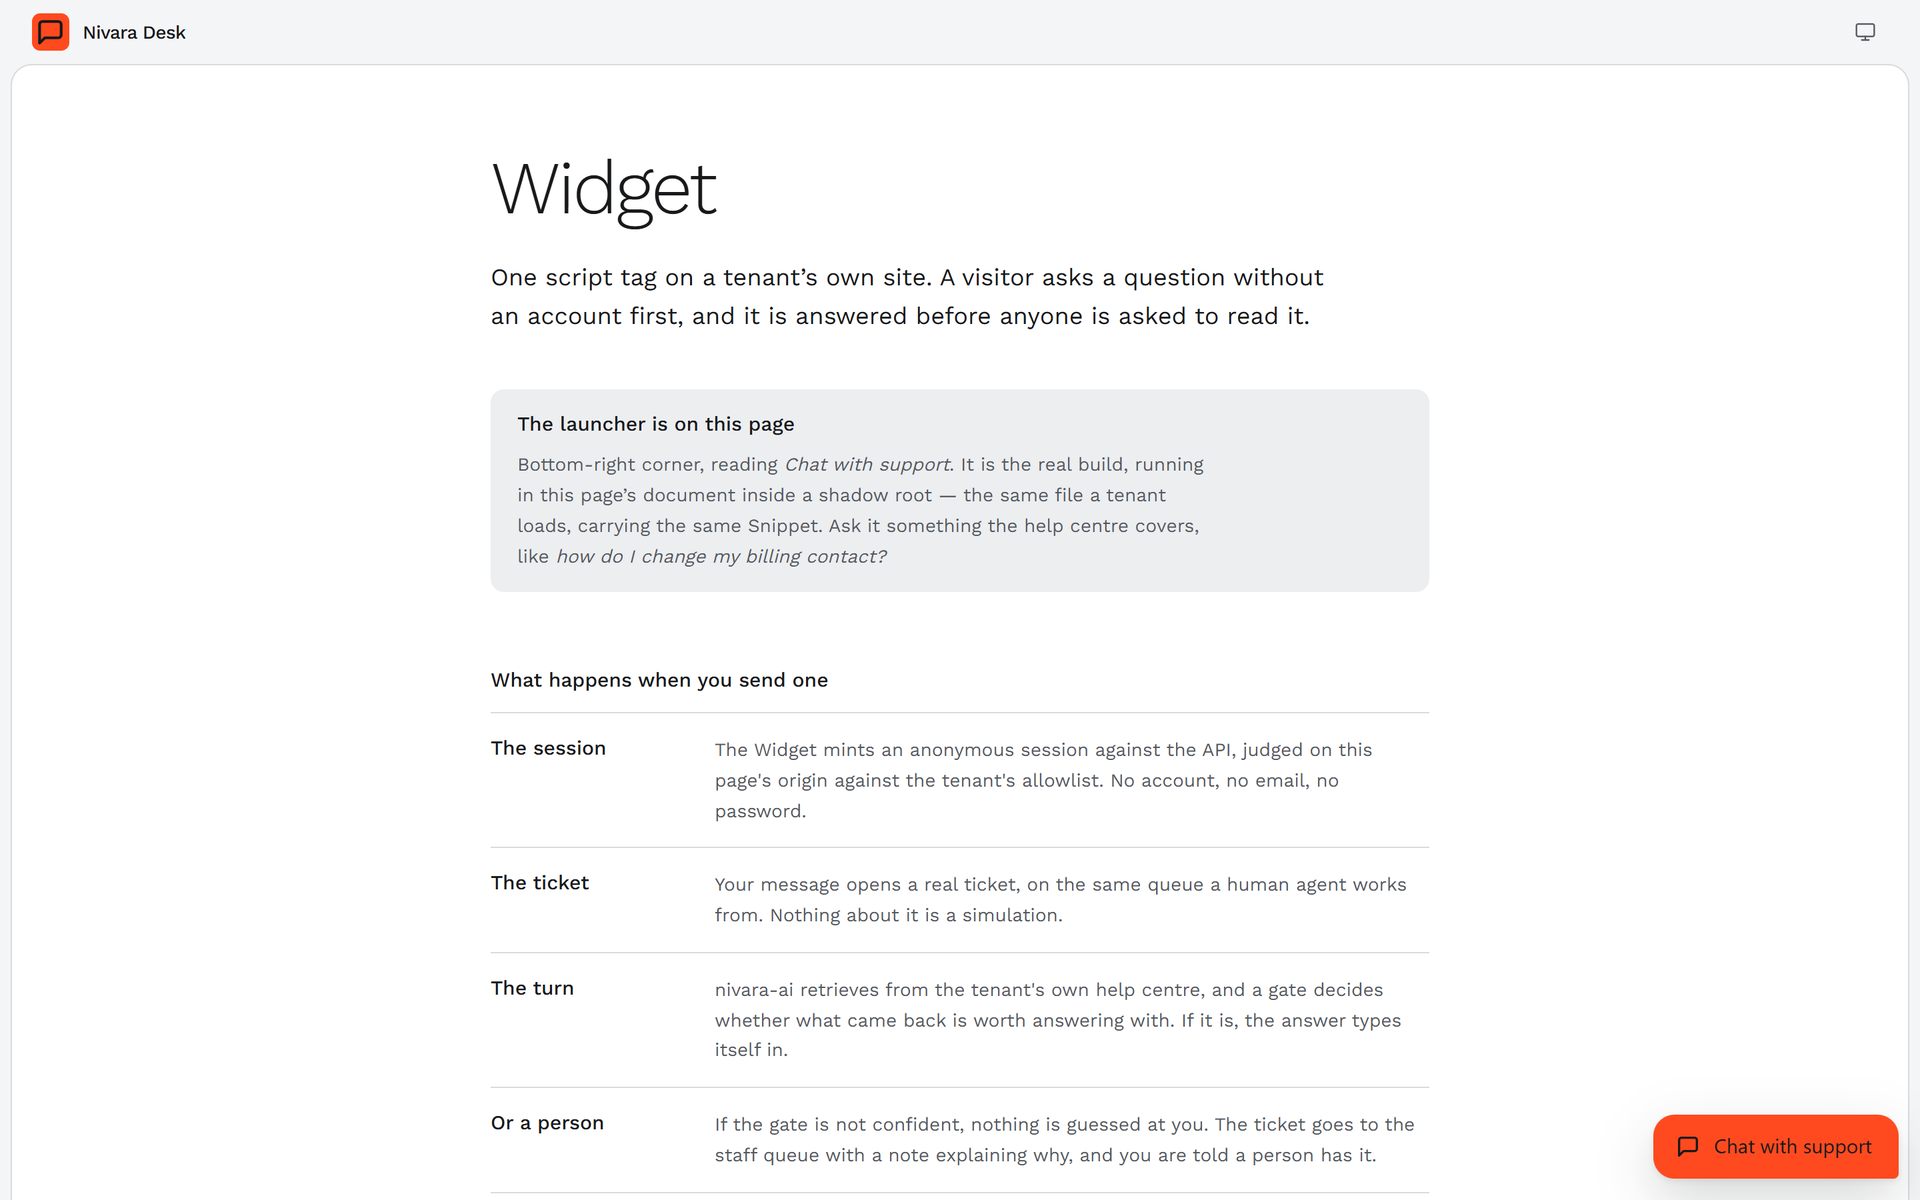 Nivara Desk
Widget
One script tag on a tenant’s own site. A visitor asks a question without
an account first, and it is answered before anyone is asked to read it.
The launcher is on this page
Bottom-right corner, reading Chat with support. It is the real build, running
in this page’s document inside a shadow root — the same file a tenant
loads, carrying the same Snippet. Ask it something the help centre covers,
like how do I change my billing contact?
What happens when you send one
The session
The Widget mints an anonymous session against the API, judged on this
page's origin against the tenant's allowlist. No account, no email, no
password.
The ticket
Your message opens a real ticket, on the same queue a human agent works
from. Nothing about it is a simulation.
The turn
nivara-ai retrieves from the tenant's own help centre, and a gate decides
whether what came back is worth answering with. If it is, the answer types
itself in.
Or a person
If the gate is not confident, nothing is guessed at you. The ticket goes to the
staff queue with a note explaining why, and you are told a person has it.
Chat with support